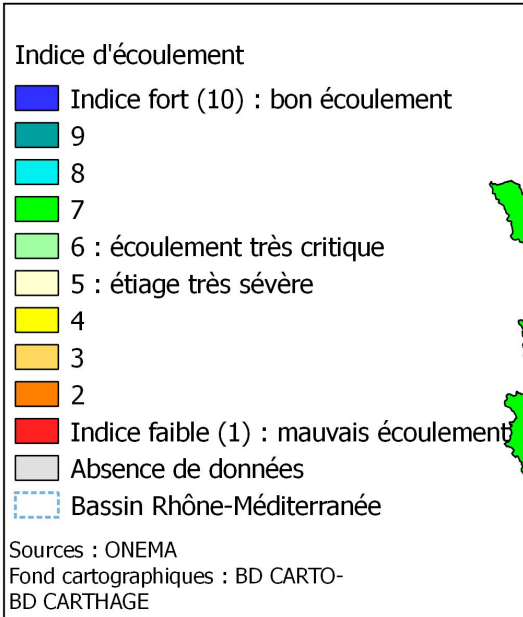 Indice d'écoulement
Indice fort (10) : bon écoulement
9
8
7
6 : écoulement très critique
5 : étiage très sévère
4
3
2
Indice faible (1) : mauvais écoulement
Absence de données
Bassin Rhône-Méditerranée
Sources : ONEMA
Fond cartographiques : BD CARTO-
BD CARTHAGE